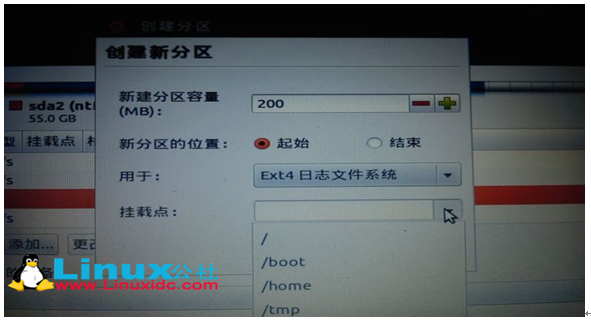 创建分区
创建新分区
sda2 (ntf
55.0 GB
新建分区容量
(MB):
200
新分区的位置:
起始
结束
型
挂载点
用于:
Ext4 日志文件系统
挂载点:
/
/boot
/home
/tmp
添加...
更改
Linux公社
www.Linuxidc.com